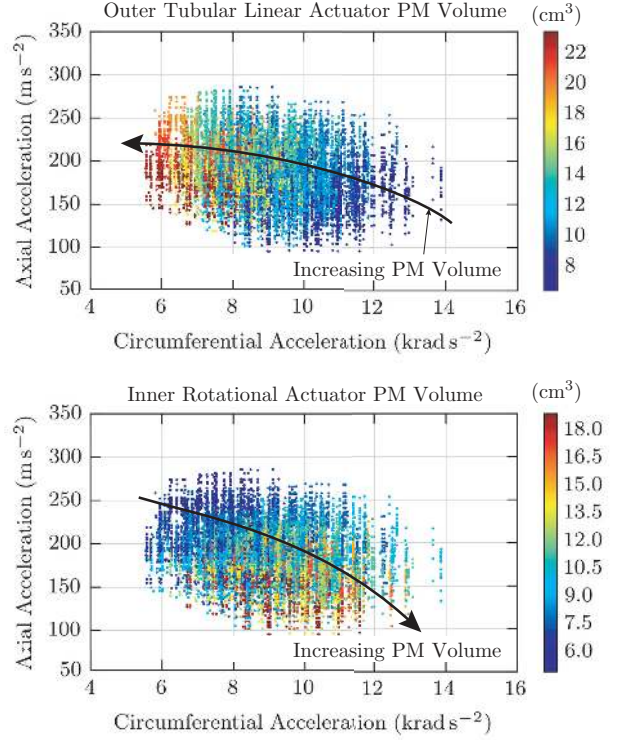 Outer Tubular Linear Actuator PM Volume
(cm³)
Axial Acceleration (m s⁻²)
350
300
250
200
150
100
50
4 6 8 10 12 14 16
Increasing PM Volume
22
20
18
16
14
12
10
8
Circumferential Acceleration (krad s⁻²)
Inner Rotational Actuator PM Volume
(cm³)
Axial Acceleration (m s⁻²)
350
300
250
200
150
100
50
4 6 8 10 12 14 16
Increasing PM Volume
18.0
16.5
15.0
13.5
12.0
10.5
9.0
7.5
6.0
Circumferential Acceleration (krad s⁻²)